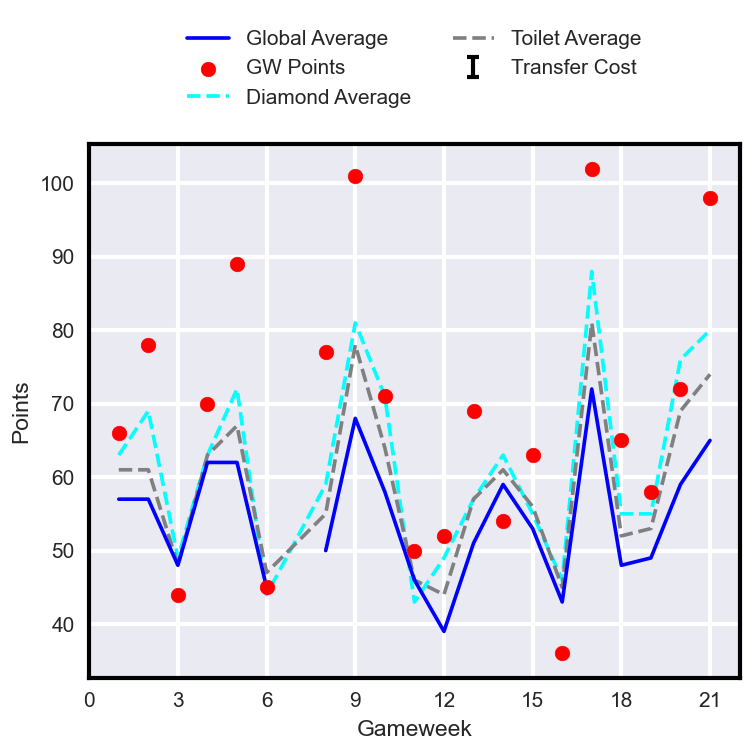 Global Average
GW Points
Diamond Average
Toilet Average
Transfer Cost
100
90
80
70
60
50
40
Points
0 3 6 9 12 15 18 21
Gameweek